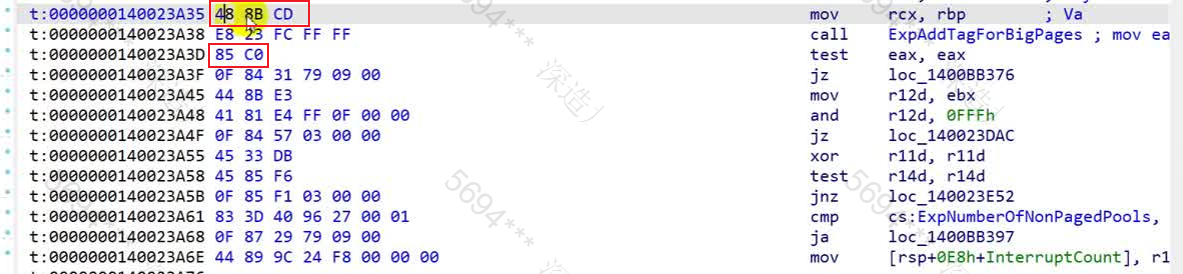 t:0000000140023A35 48 8B CD mov rcx, rbp ; Va
t:0000000140023A38 E8 23 FC FF FF call ExpAddTagForBigPages ; mov ea
t:0000000140023A3D 85 C0 test eax, eax
t:0000000140023A3F 0F 84 31 79 09 00 jz loc_1400BB376
t:0000000140023A45 44 8B E3 mov r12d, ebx
t:0000000140023A48 41 81 E4 FF 0F 00 00 and r12d, 0FFFh
t:0000000140023A4F 0F 84 57 03 00 00 jz loc_140023DAC
t:0000000140023A55 45 33 DB xor r11d, r11d
t:0000000140023A58 45 85 F6 test r14d, r14d
t:0000000140023A5B 0F 85 F1 03 00 00 jnz loc_140023E52
t:0000000140023A61 83 3D 40 96 27 00 01 cmp cs:ExpNumberOfNonPagedPools,
t:0000000140023A68 0F 87 29 79 09 00 ja loc_1400BB397
t:0000000140023A6E 44 89 9C 24 F8 00 00 00 mov [rsp+0E8h+InterruptCount], r1
5694***
深造
5694***
5694***